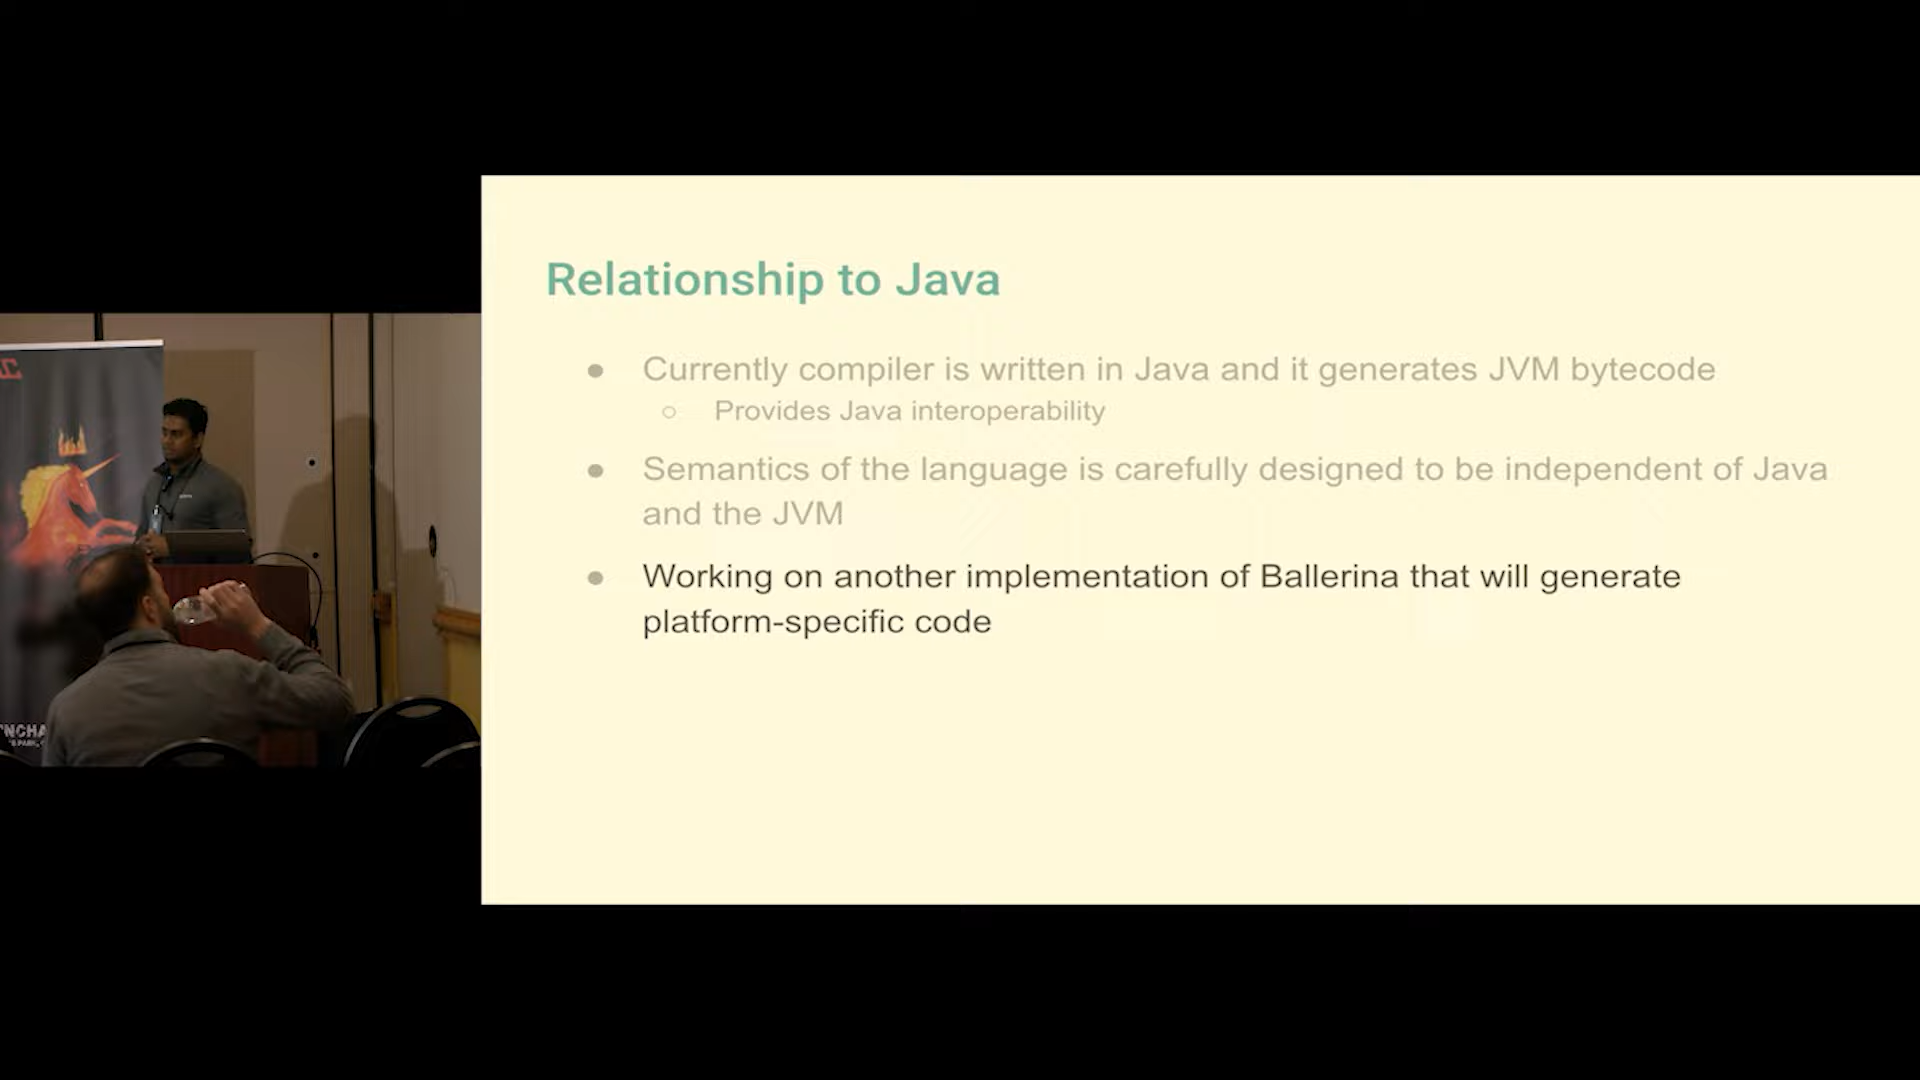 Relationship to Java
● Currently compiler is written in Java and it generates JVM bytecode
○ Provides Java interoperability
● Semantics of the language is carefully designed to be independent of Java
and the JVM
● Working on another implementation of Ballerina that will generate
platform-specific code